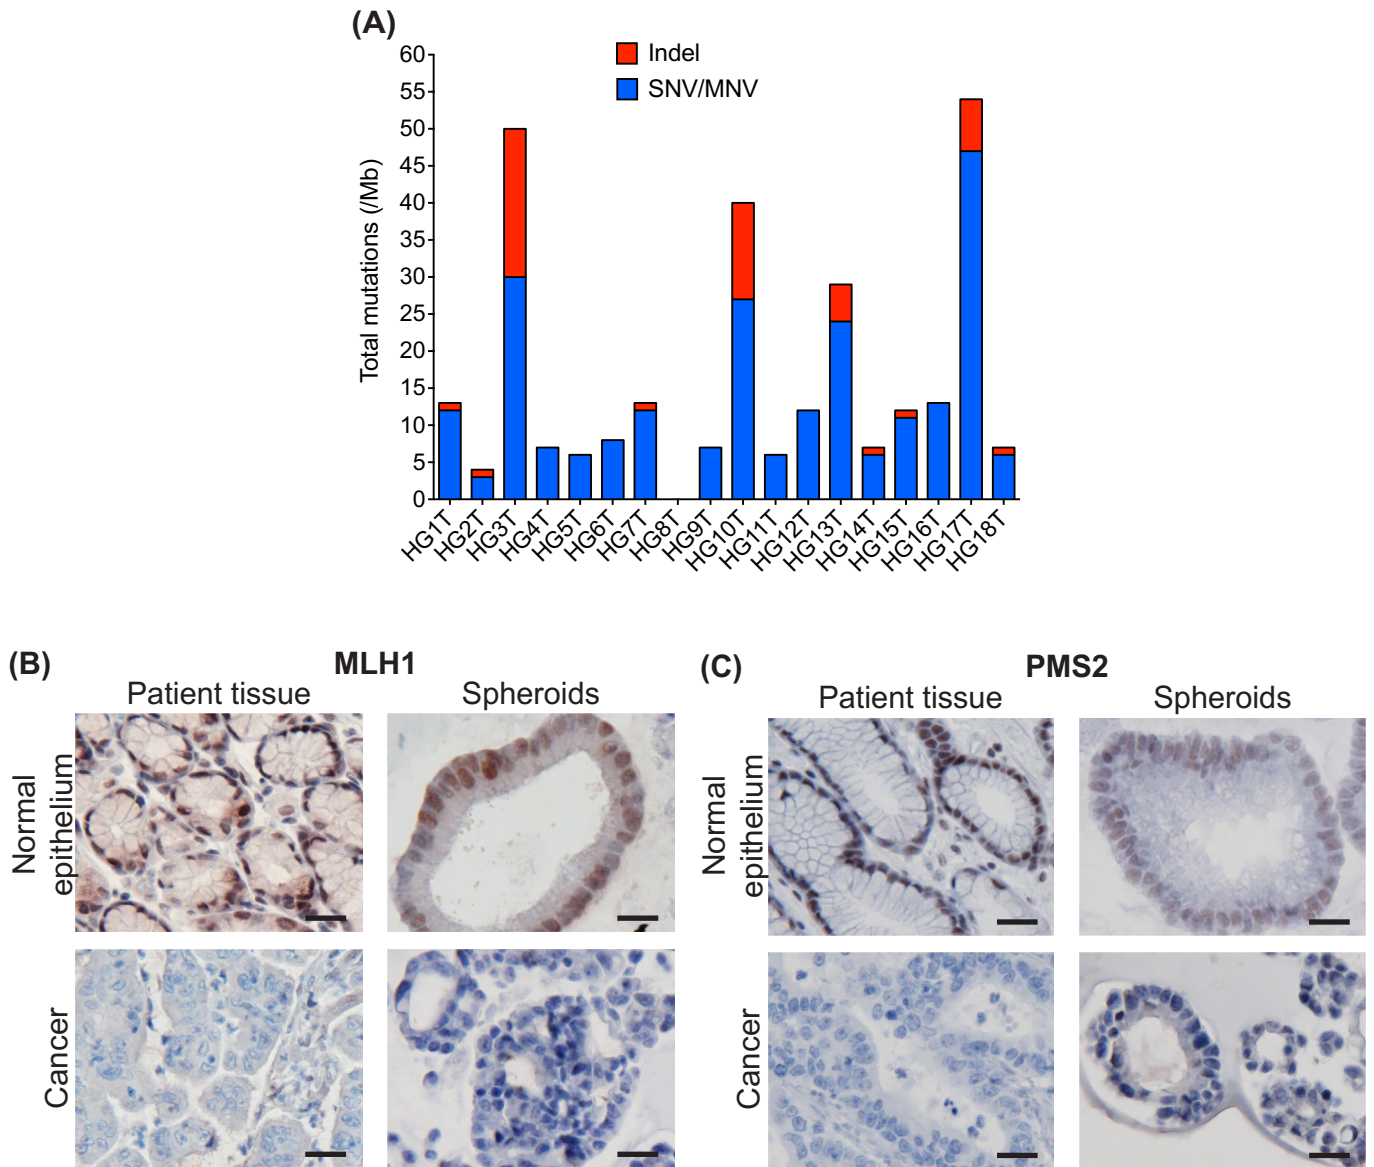 (A)
Indel
SNV/MNV
Total mutations (/Mb)
60
55
50
45
40
35
30
25
20
15
10
5
0
HG1T
HG2T
HG3T
HG4T
HG5T
HG6T
HG7T
HG8T
HG9T
HG10T
HG11T
HG12T
HG13T
HG14T
HG15T
HG16T
HG17T
HG18T
(B)
MLH1
Patient tissue
Spheroids
Normal
epithelium
Cancer
(C)
PMS2
Patient tissue
Spheroids
Normal
epithelium
Cancer